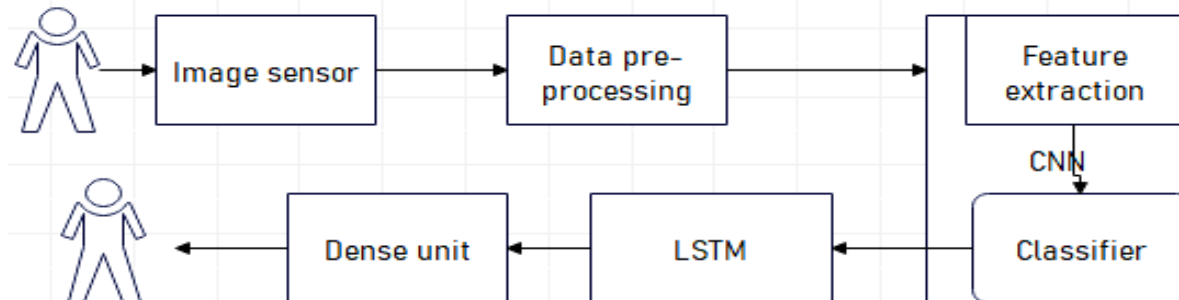 Image sensor
Data pre-
processing
Feature
extraction
CNN
Dense unit
LSTM
Classifier